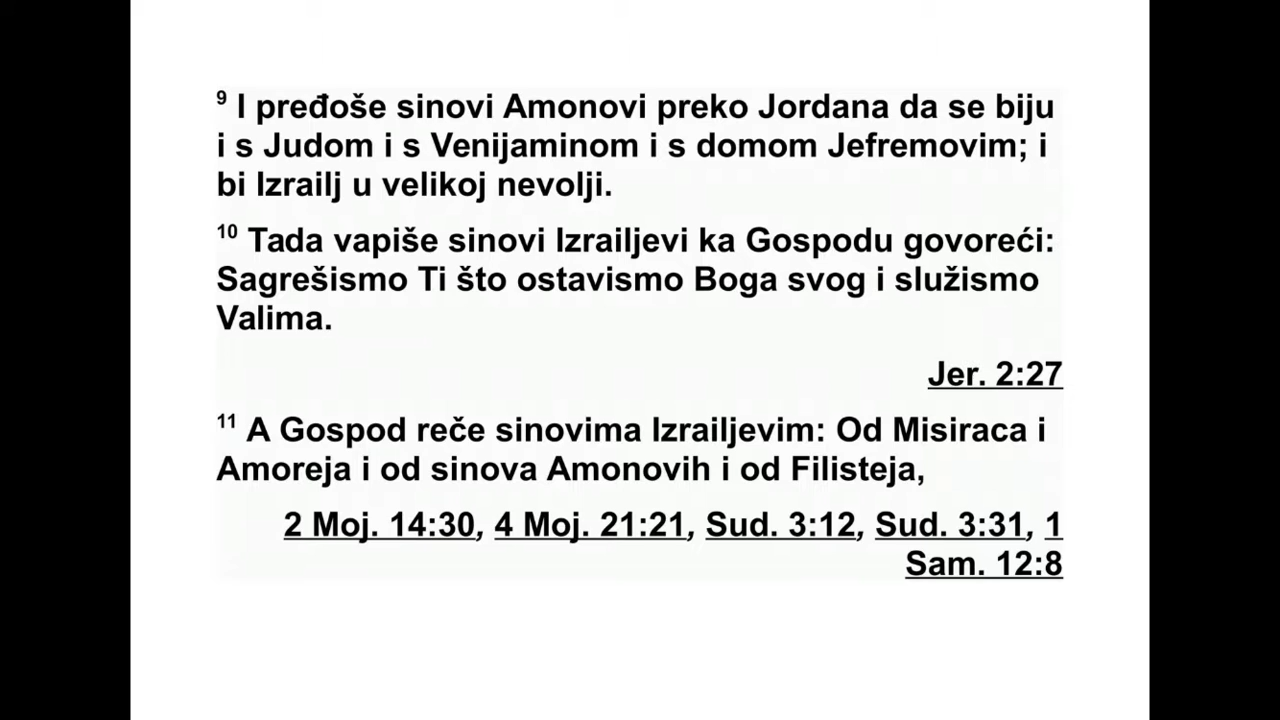 9 I pređoše sinovi Amonovi preko Jordana da se biju
i s Judom i s Venijaminom i s domom Jefremovim; i
bi Izrailj u velikoj nevolji.
10 Tada vapiše sinovi Izrailjevi ka Gospodu govoreći:
Sagrešismo Ti što ostavismo Boga svog i služismo
Valima.
Jer. 2:27
11 A Gospod reče sinovima Izrailjevim: Od Misiraca i
Amoreja i od sinova Amonovih i od Filisteja,
2 Moj. 14:30, 4 Moj. 21:21, Sud. 3:12, Sud. 3:31, 1
Sam. 12:8